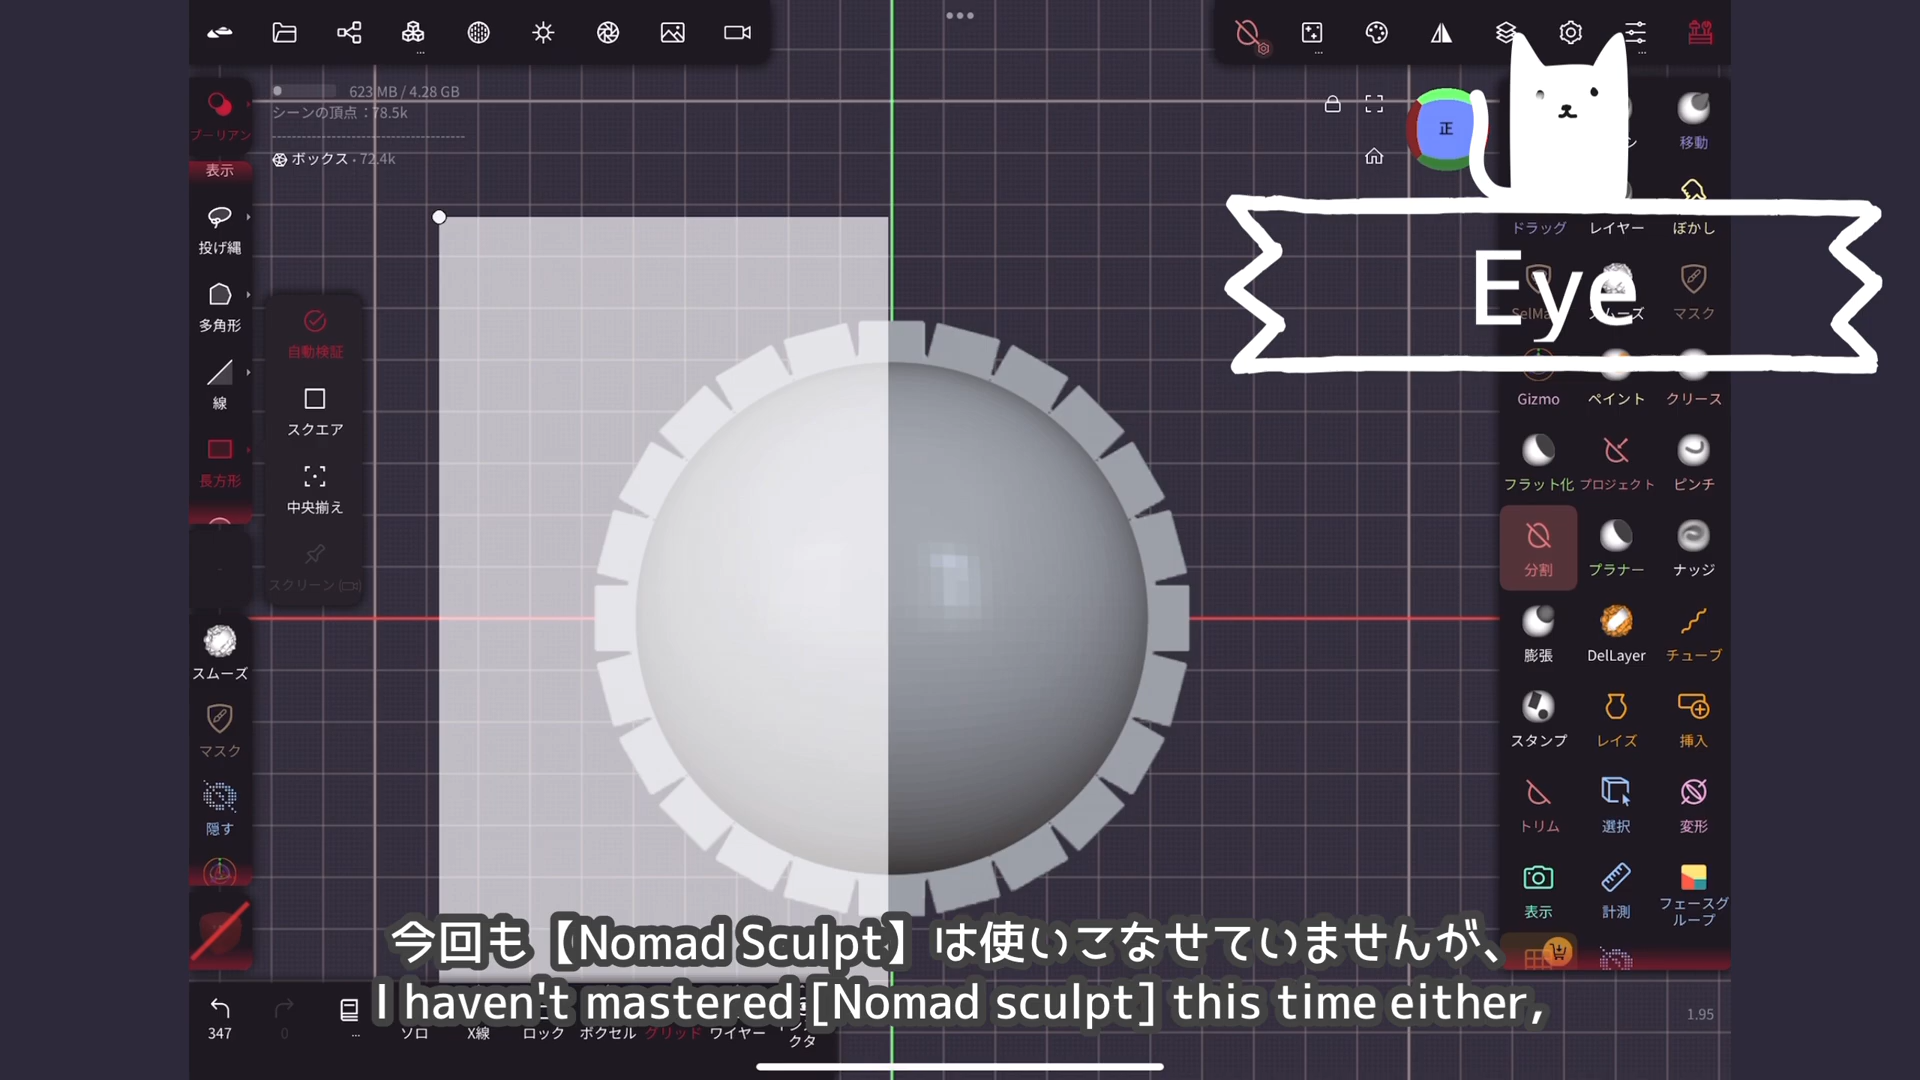 623 MB / 4.28 GB
シーンの頂点：78.5k
ボックス・72.4k
ブーリアン
表示
投げ縄
多角形
線
長方形
自動検証
スクエア
中央揃え
スクリーン
スムーズ
マスク
隠す
正
移動
ドラッグ レイヤー ぼかし
Eye
マスク
Gizmo ペイント クリース
フラット化 プロジェクト ピンチ
分割 プラナー ナッジ
膨張 DelLayer チューブ
スタンプ レイズ 挿入
トリム 選択 変形
表示 計測 フェースグループ
今回も【Nomad Sculpt】は使いこなせていませんが、
I haven't mastered [Nomad sculpt] this time either,
347 0 ソロ X線 ロック ボクセル グリッド ワイヤー
1.95